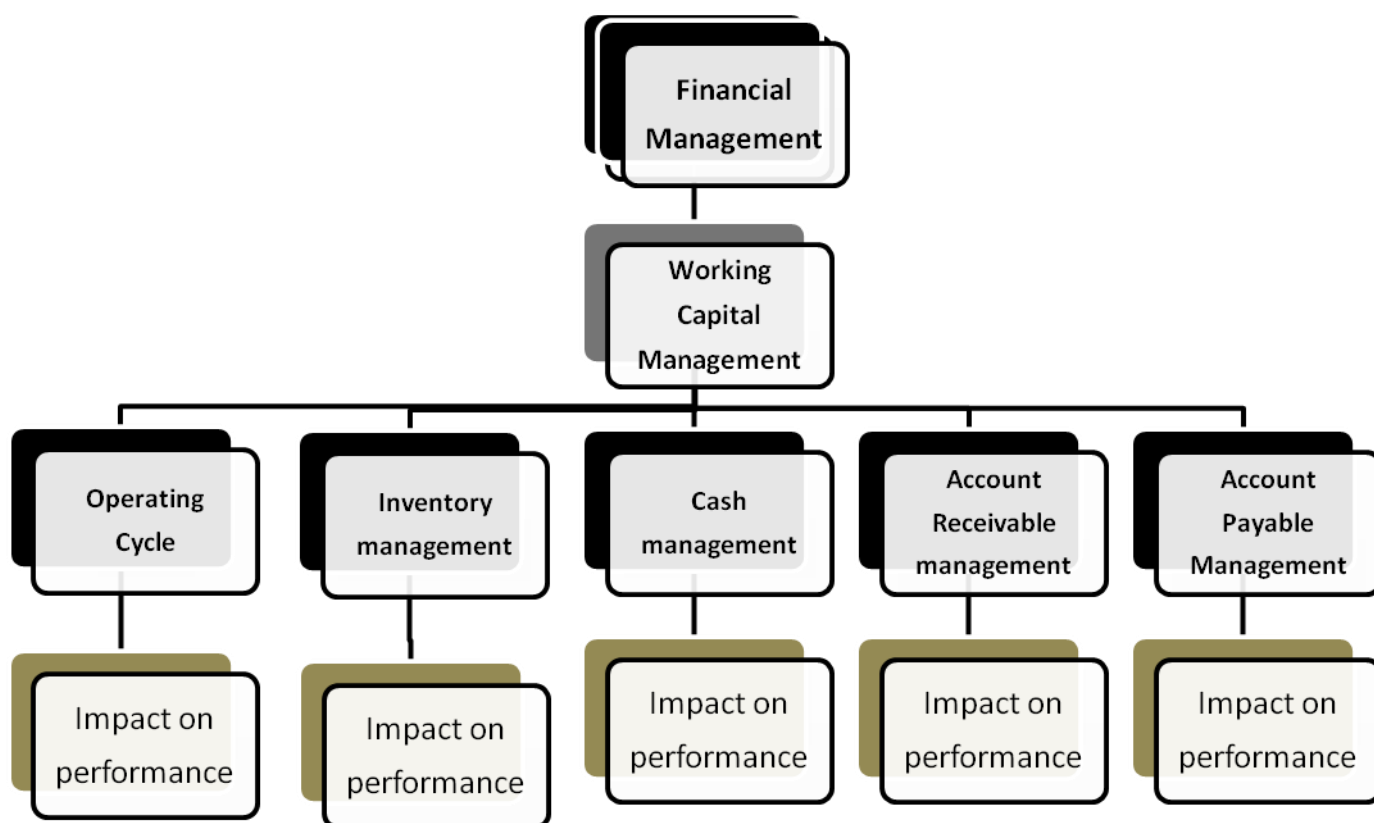 Financial
Management
Working
Capital
Management
Operating
Cycle
Inventory
management
Cash
management
Account
Receivable
management
Account
Payable
Management
Impact on
performance
Impact on
performance
Impact on
performance
Impact on
performance
Impact on
performance